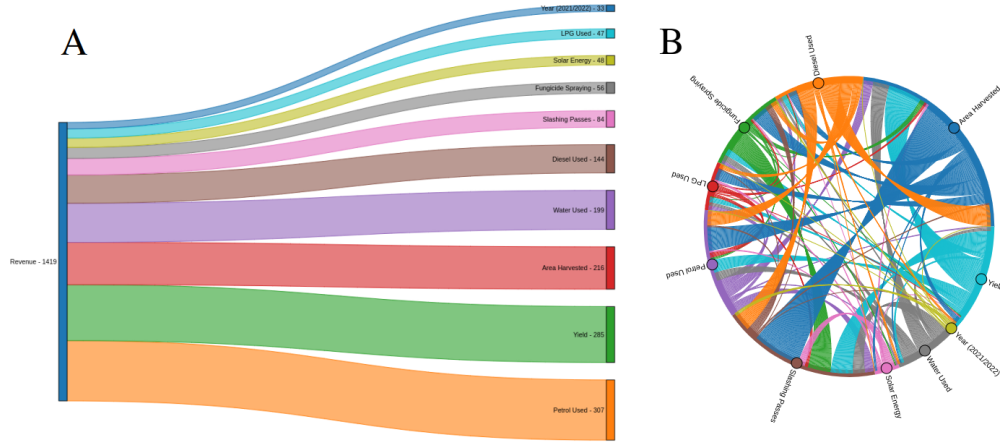 A
Revenue - 1419
Year (2021/2022) - 33
LPG Used - 47
Solar Energy - 48
Fungicide Spraying - 56
Slashing Passes - 84
Diesel Used - 144
Water Used - 199
Area Harvested - 216
Yield - 285
Petrol Used - 307
B
Diesel Used
Area Harvested
Fungicide Spraying
LPG Used
Petrol Used
Yield
Year (2021/2022)
Water Used
Solar Energy
Slashing Passes